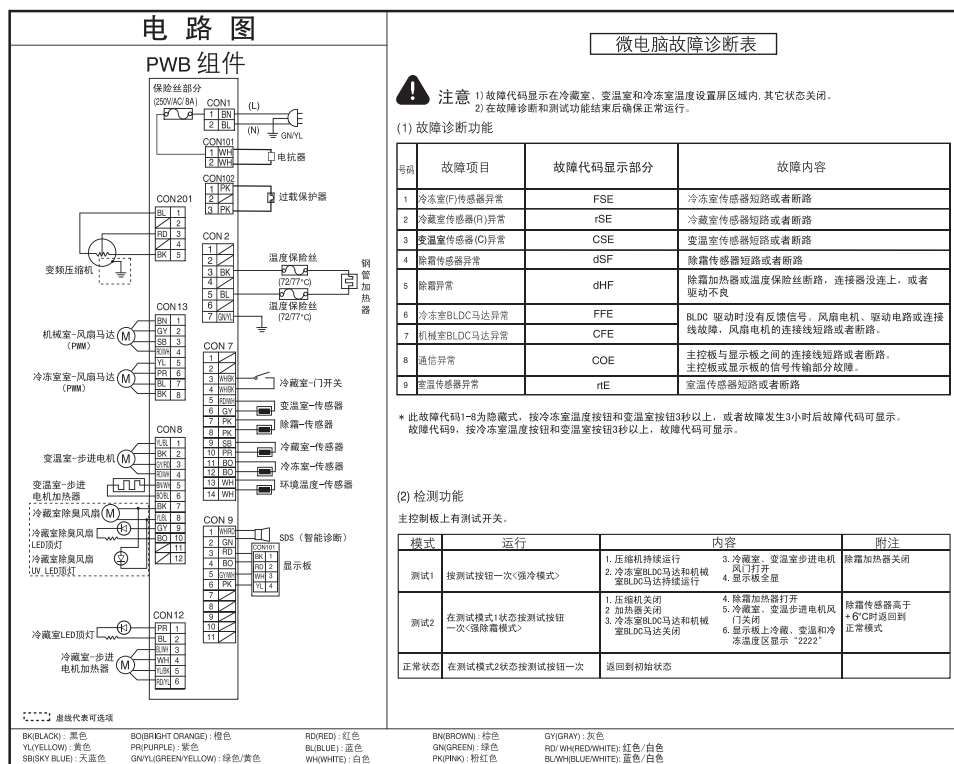 电 路 图
PWB 组件
保险丝部分
(250V/AC/ 8A)
CON1
1 BN
2 BL
(L)
(N)
GN/YL
CON101
1 WH
2 WH
电抗器
CON102
1 PK
2
3 PK
过载保护器
CON201
BL 1
2
RD 3
4
BK 5
变频压缩机
CON 2
1
2
3 BK
4
5 BL
6
7 GN/YL
温度保险丝
(72/77°C)
温度保险丝
(72/77°C)
钢管加热器
CON13
BN 1
GY 2
SB 3
RD/WH 4
YL 5
PR 6
BL 7
BK 8
机械室-风扇马达
(PWM)
冷冻室室-风扇马达
(PWM)
CON 7
1
2
3 WH/BK
4 WH/BK
5 RD/WH
6 GY
7 PK
8 PK
9 SB
10 PR
11 BO
12 BO
13 WH
14 WH
冷藏室-门开关
变温室-传感器
除霜-传感器
冷藏室-传感器
冷冻室-传感器
环境温度-传感器
CON8
YL/BL 1
BK 2
GY/RD 3
RD/WH 4
BN/WH 5
BO/BL 6
BK 7
YL/BL 8
GY 9
BO 10
11
12
变温室-步进电机
变温室-步进
电机加热器
冷藏室除臭风扇
冷藏室除臭风扇
LED顶灯
冷藏室除臭风扇
UV LED顶灯
CON 9
1 WH/RD
2 GN
3 RD
4 BO
5 GY/WH
6 PK
7
8
9
10
11
SDS（智能诊断）
CON101
BK 1
RD 2
WH 3
YL 4
显示板
CON12
PR 1
BL 2
BL/WH 3
WH 4
YL/BK 5
RD/YL 6
冷藏室LED顶灯
冷藏室-步进
电机加热器
虚线代表可选项
微电脑故障诊断表
注意 1) 故障代码显示在冷藏室、变温室和冷冻室温度设置屏区域内, 其它状态关闭。
2) 在故障诊断和测试功能结束后确保正常运行。
(1) 故障诊断功能
号码 故障项目 故障代码显示部分 故障内容
1 冷冻室(F)传感器异常 FSE 冷冻室传感器短路或者断路
2 冷藏室传感器(R)异常 rSE 冷藏室传感器短路或者断路
3 变温室传感器(C)异常 CSE 变温室传感器短路或者断路
4 除霜传感器异常 dSF 除霜传感器短路或者断路
5 除霜异常 dHF 除霜加热器或温度保险丝断路，连接器没连上，或者
驱动不良
6 冷冻室BLDC马达异常 FFE BLDC 驱动时没有反馈信号。风扇电机、驱动电路或连接
7 机械室BLDC马达异常 CFE 线故障，风扇电机的连接线短路或者断路。
8 通信异常 COE 主控板与显示板之间的连接线短路或者断路。
主控板或显示板的信号传输部分故障。
9 室温传感器异常 rtE 室温传感器短路或者断路
* 此故障代码1-8为隐藏式，按冷冻室温度按钮和变温室按钮3秒以上，或者故障发生3小时后故障代码可显示。
故障代码9，按冷冻室温度按钮和变温室按钮3秒以上，故障代码可显示。
(2) 检测功能
主控制板上有测试开关。
模式 运行 内容 附注
测试1 按测试按钮一次<强冷模式>
1. 压缩机持续运行
2. 冷冻室BLDC马达和机械
室BLDC马达持续运行
3. 冷藏室、变温室步进电机
风门打开
4. 显示板全显
除霜加热器关闭
测试2 在测试模式1状态按测试按钮
一次<强除霜模式>
1. 压缩机关闭
2 加热器关闭
3. 冷冻室BLDC马达和机械
室BLDC马达关闭
4. 除霜加热器打开
5. 冷藏室、变温步进电机风
门关闭
6. 显示板上冷藏、变温和冷
冻温度区显示“2222”
除霜传感器高于
+6°C时返回到
正常模式
正常状态 在测试模式2状态按测试按钮一次 返回到初始状态
BK(BLACK) : 黑色 BO(BRIGHT ORANGE) : 橙色 RD(RED) : 红色 BN(BROWN) : 棕色 GY(GRAY) : 灰色
YL(YELLOW) : 黄色 PR(PURPLE) : 紫色 BL(BLUE) : 蓝色 GN(GREEN) : 绿色 RD/ WH(RED/WHITE): 红色/白色
SB(SKY BLUE) : 天蓝色 GN/YL(GREEN/YELLOW) : 绿色/黄色 WH(WHITE) : 白色 PK(PINK) : 粉红色 BL/WH(BLUE/WHITE): 蓝色/白色